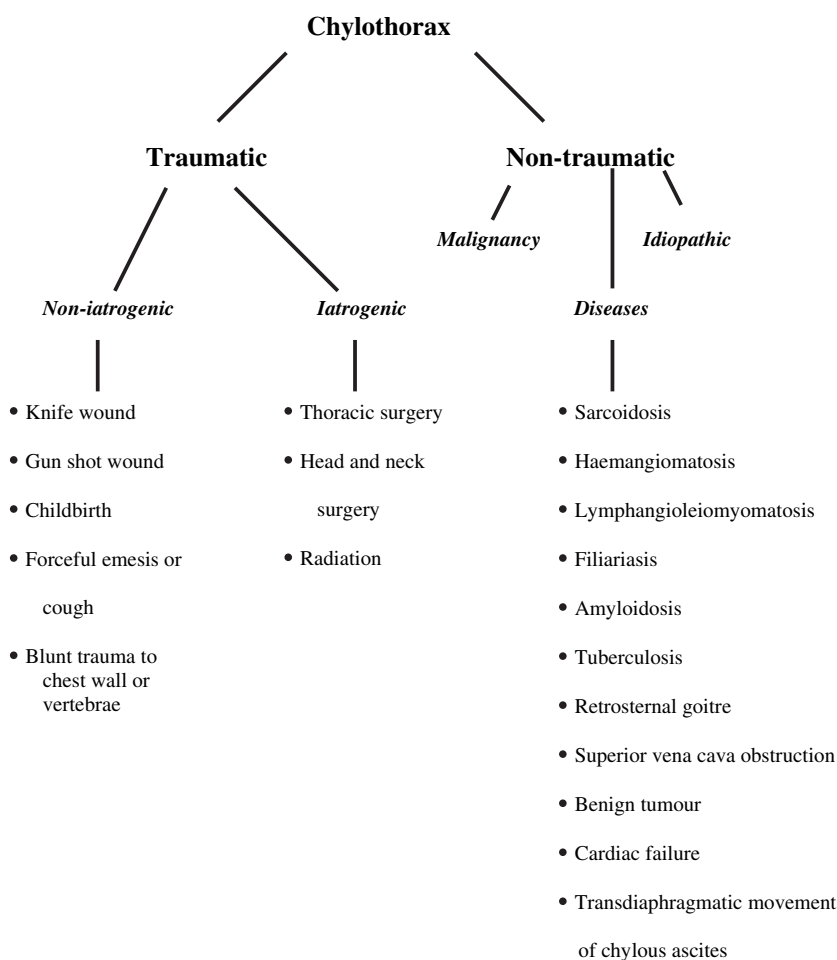 Chylothorax
Traumatic
Non-traumatic
Malignancy
Idiopathic
Non-iatrogenic
Iatrogenic
Diseases
• Knife wound
• Gun shot wound
• Childbirth
• Forceful emesis or
cough
• Blunt trauma to
chest wall or
vertebrae
• Thoracic surgery
• Head and neck
surgery
• Radiation
• Sarcoidosis
• Haemangiomatosis
• Lymphangioleiomyomatosis
• Filiariasis
• Amyloidosis
• Tuberculosis
• Retrosternal goitre
• Superior vena cava obstruction
• Benign tumour
• Cardiac failure
• Transdiaphragmatic movement
of chylous ascites